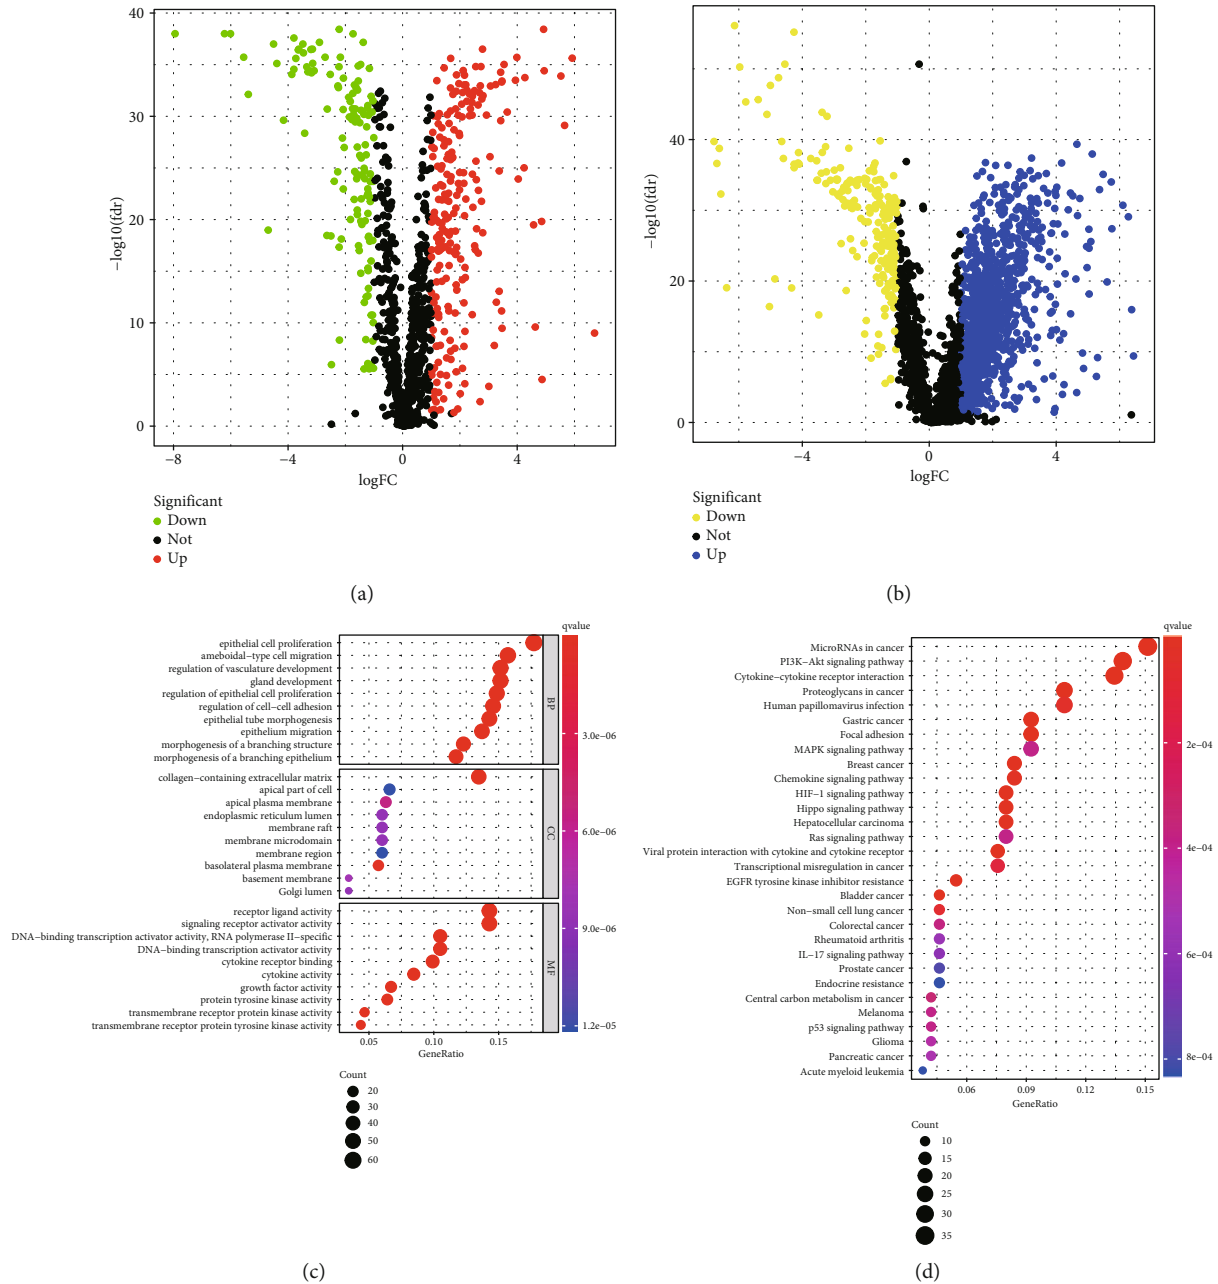 40
30
20
10
0
−log10(fdr)
−8
−4
0
4
logFC
Significant
Down
Not
Up
(a)
40
20
0
−log10(fdr)
−4
0
4
logFC
Significant
Down
Not
Up
(b)
epithelial cell proliferation
ameboidal−type cell migration
regulation of vasculature development
gland development
regulation of epithelial cell proliferation
regulation of cell−cell adhesion
epithelial tube morphogenesis
epithelium migration
morphogenesis of a branching structure
morphogenesis of a branching epithelium
BP
collagen−containing extracellular matrix
apical part of cell
apical plasma membrane
endoplasmic reticulum lumen
membrane raft
membrane microdomain
membrane region
basolateral plasma membrane
basement membrane
Golgi lumen
CC
receptor ligand activity
signaling receptor activator activity
DNA−binding transcription activator activity, RNA polymerase II−specific
DNA−binding transcription activator activity
cytokine receptor binding
cytokine activity
growth factor activity
protein tyrosine kinase activity
transmembrane receptor protein kinase activity
transmembrane receptor protein tyrosine kinase activity
MF
0.05
0.10
0.15
GeneRatio
qvalue
3.0e−06
6.0e−06
9.0e−06
1.2e−05
Count
20
30
40
50
60
(c)
MicroRNAs in cancer
PI3K−Akt signaling pathway
Cytokine−cytokine receptor interaction
Proteoglycans in cancer
Human papillomavirus infection
Gastric cancer
Focal adhesion
MAPK signaling pathway
Breast cancer
Chemokine signaling pathway
HIF−1 signaling pathway
Hippo signaling pathway
Hepatocellular carcinoma
Ras signaling pathway
Viral protein interaction with cytokine and cytokine receptor
Transcriptional misregulation in cancer
EGFR tyrosine kinase inhibitor resistance
Bladder cancer
Non−small cell lung cancer
Colorectal cancer
Rheumatoid arthritis
IL−17 signaling pathway
Prostate cancer
Endocrine resistance
Central carbon metabolism in cancer
Melanoma
p53 signaling pathway
Glioma
Pancreatic cancer
Acute myeloid leukemia
0.06
0.09
0.12
0.15
GeneRatio
qvalue
2e−04
4e−04
6e−04
8e−04
Count
10
15
20
25
30
35
(d)